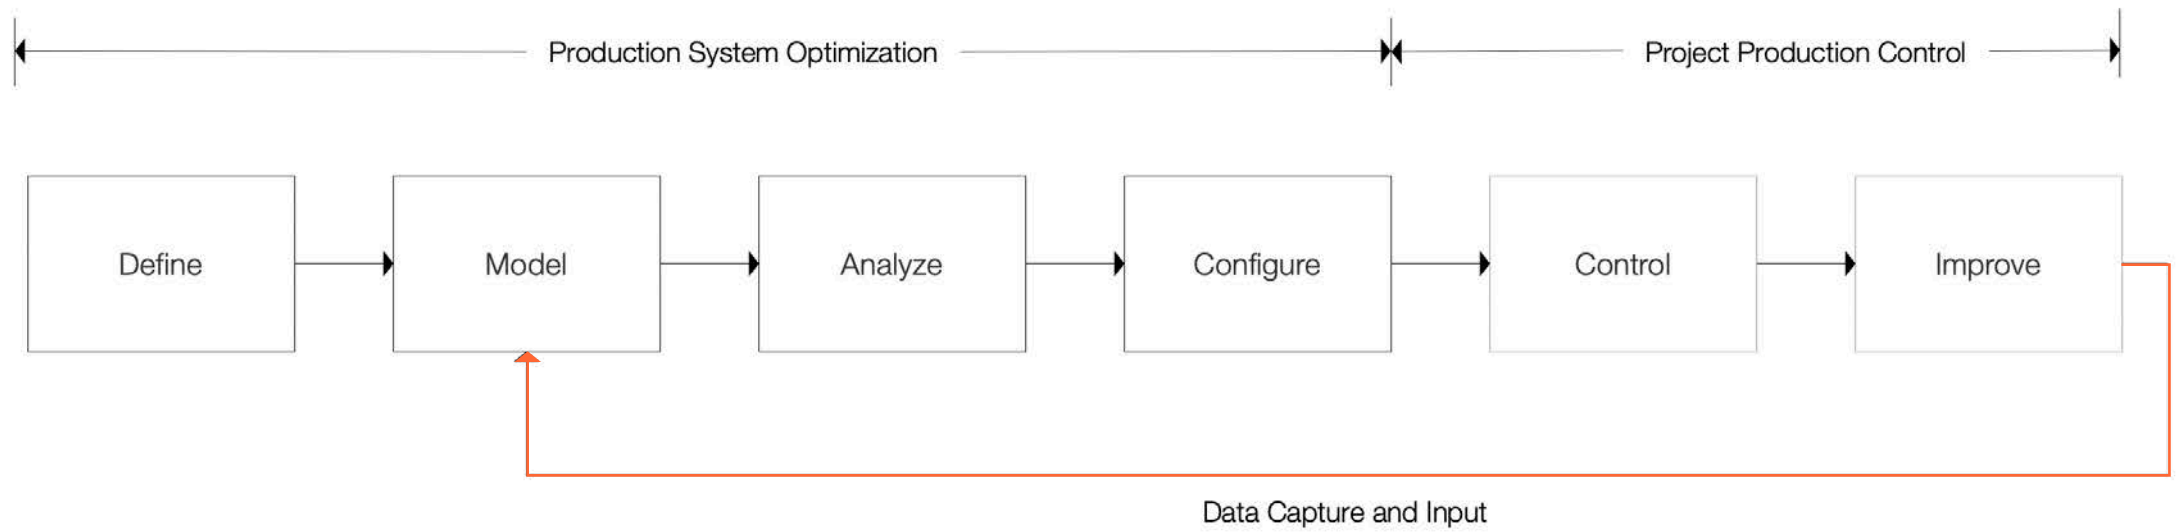 Production System Optimization
Project Production Control
Define
Model
Analyze
Configure
Control
Improve
Data Capture and Input